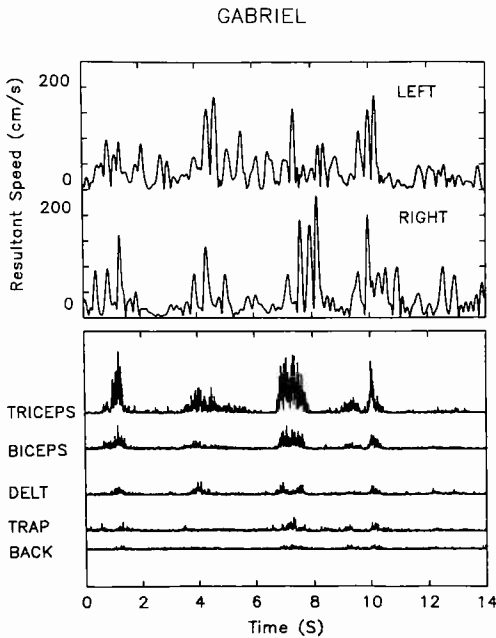 GABRIEL
Resultant Speed (cm/s)
200
0
200
0
LEFT
RIGHT
TRICEPS
BICEPS
DELT
TRAP
BACK
0 2 4 6 8 10 12 14
Time (S)